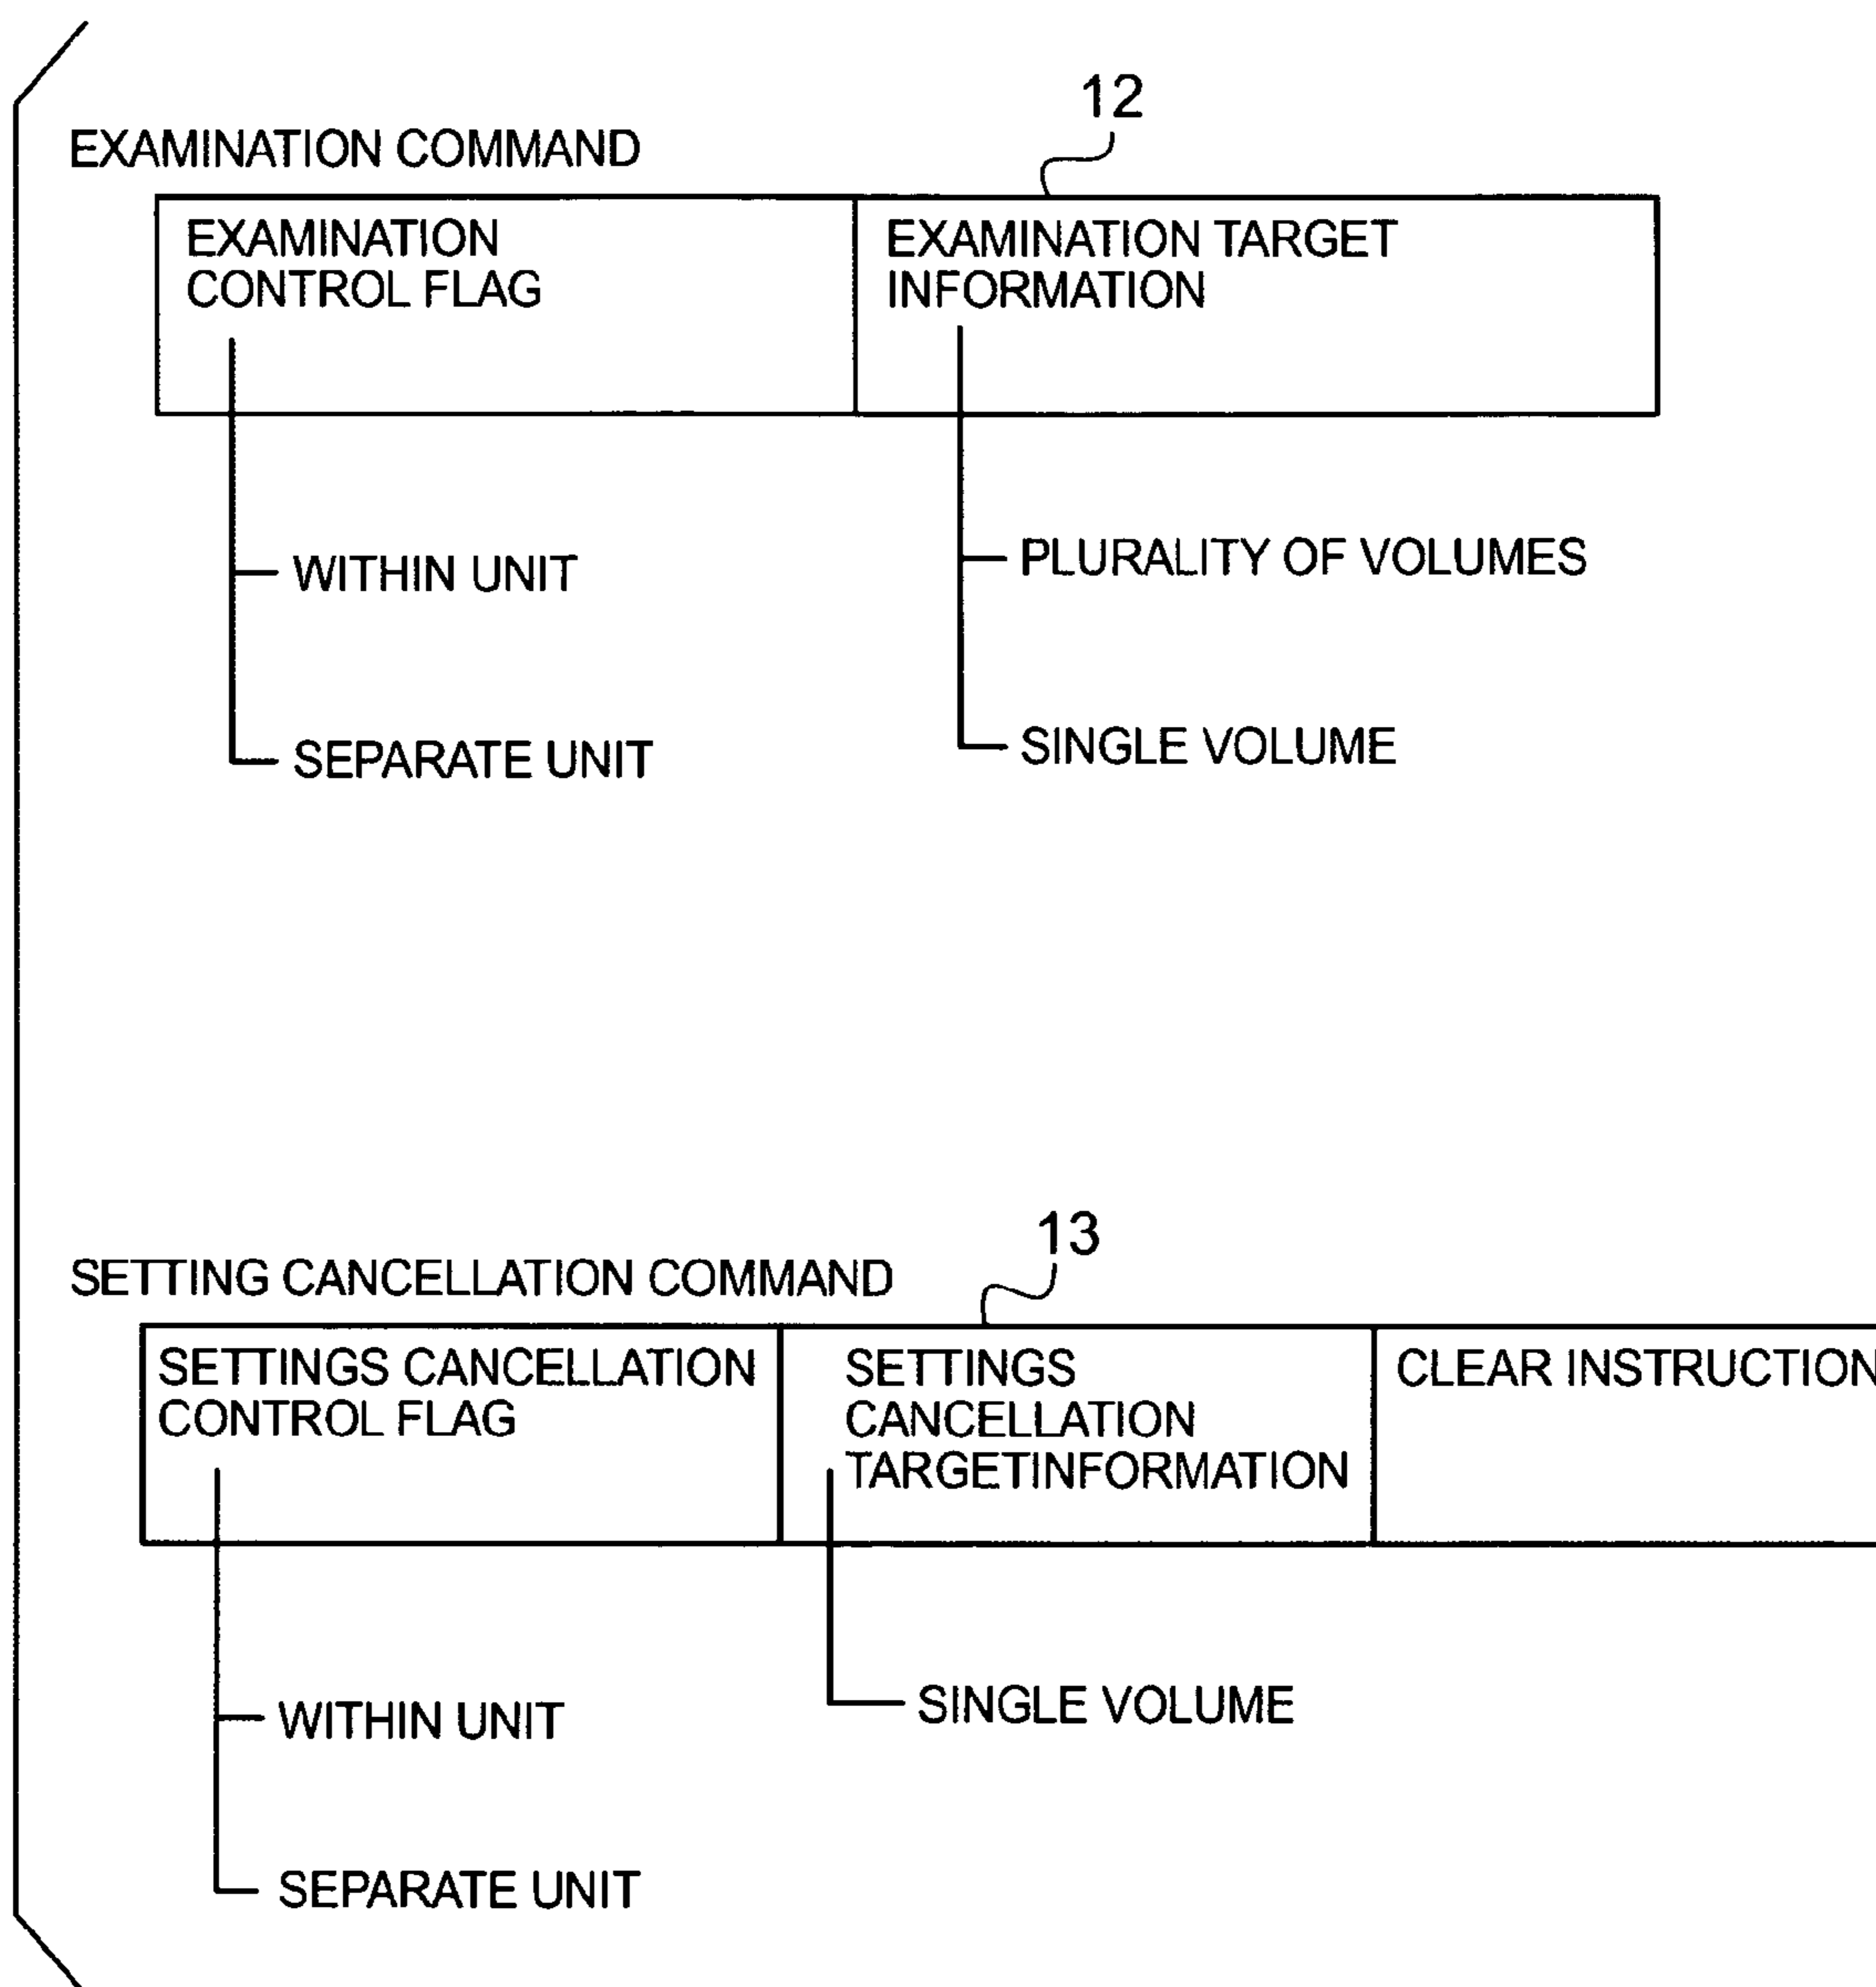 12
EXAMINATION COMMAND
EXAMINATION
CONTROL FLAG
EXAMINATION TARGET
INFORMATION
WITHIN UNIT
SEPARATE UNIT
PLURALITY OF VOLUMES
SINGLE VOLUME
13
SETTING CANCELLATION COMMAND
SETTINGS CANCELLATION
CONTROL FLAG
SETTINGS
CANCELLATION
TARGETINFORMATION
CLEAR INSTRUCTION
WITHIN UNIT
SEPARATE UNIT
SINGLE VOLUME